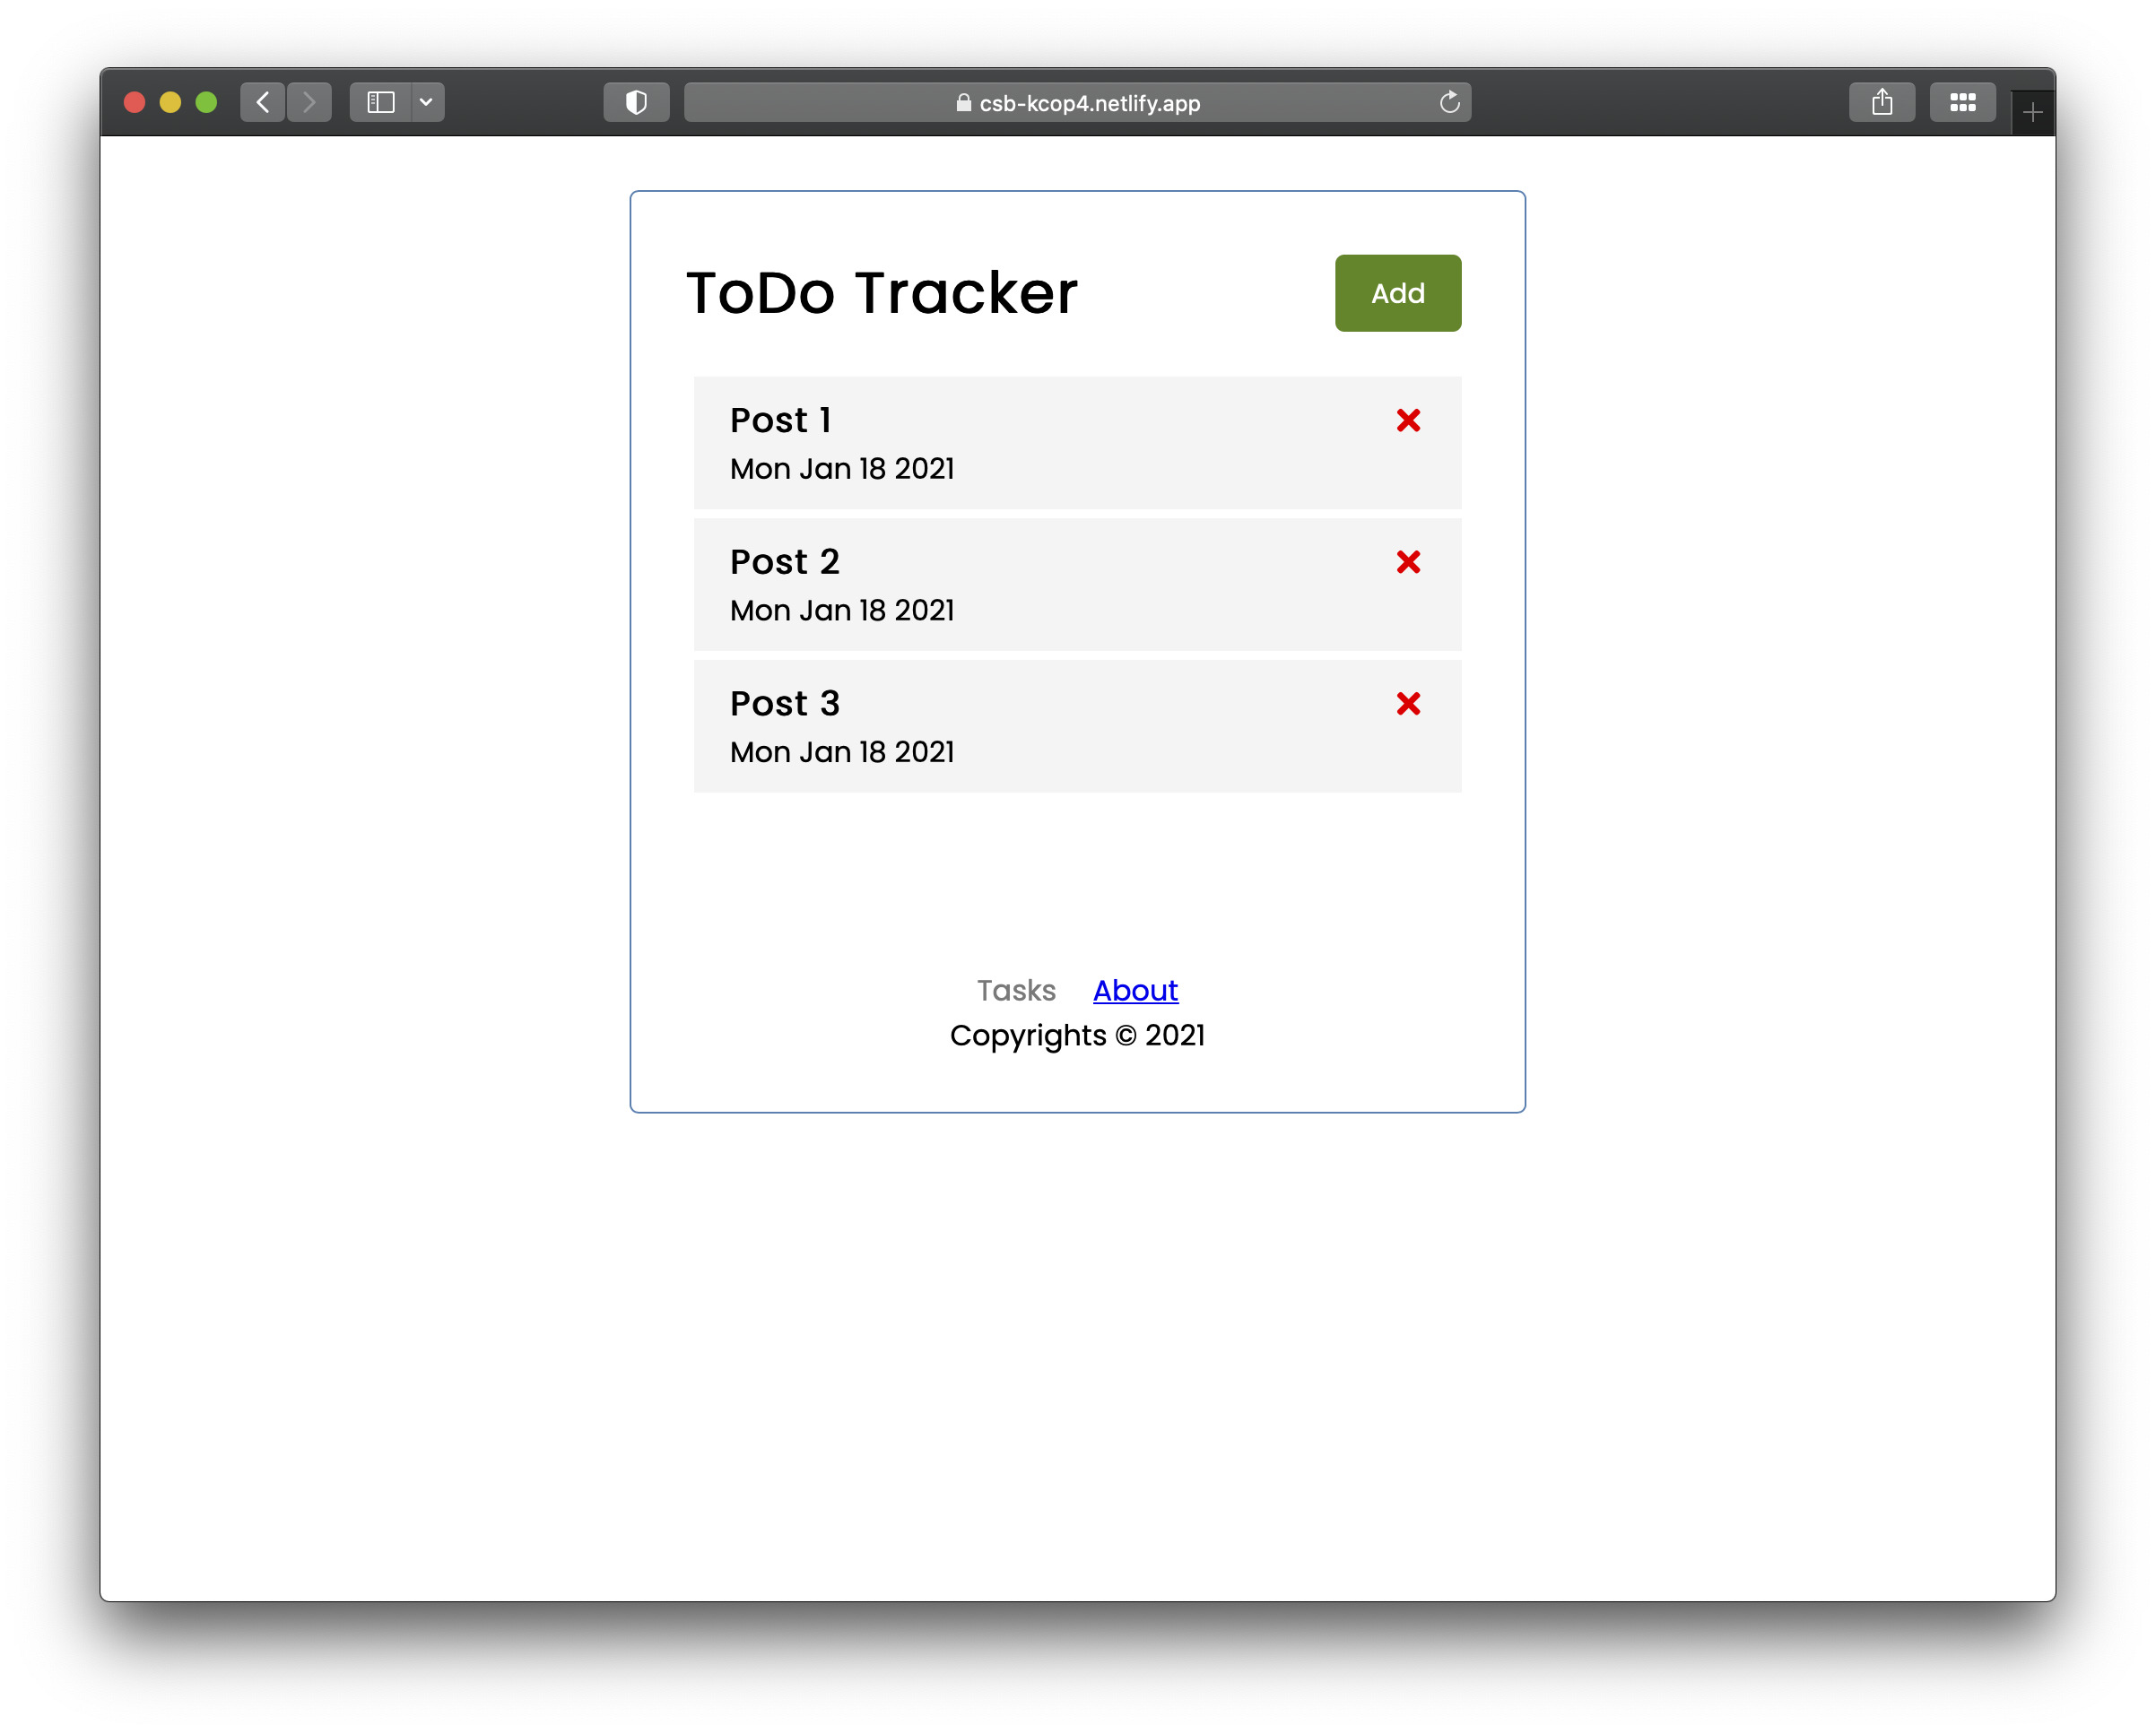 csb-kcop4.netlify.app
ToDo Tracker
Add
Post 1
Mon Jan 18 2021
Post 2
Mon Jan 18 2021
Post 3
Mon Jan 18 2021
Tasks About
Copyrights © 2021